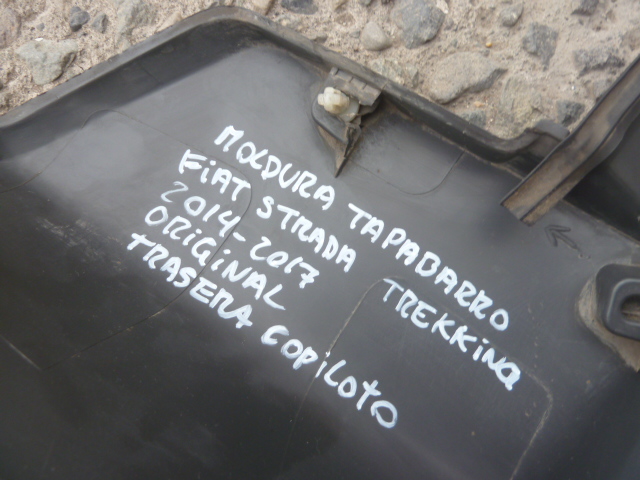 MOLDURA TAPABARRO
FiAT STRADA TREKKiNG
2014-2017
ORiGiNAL
TRASERA COPiLOTO